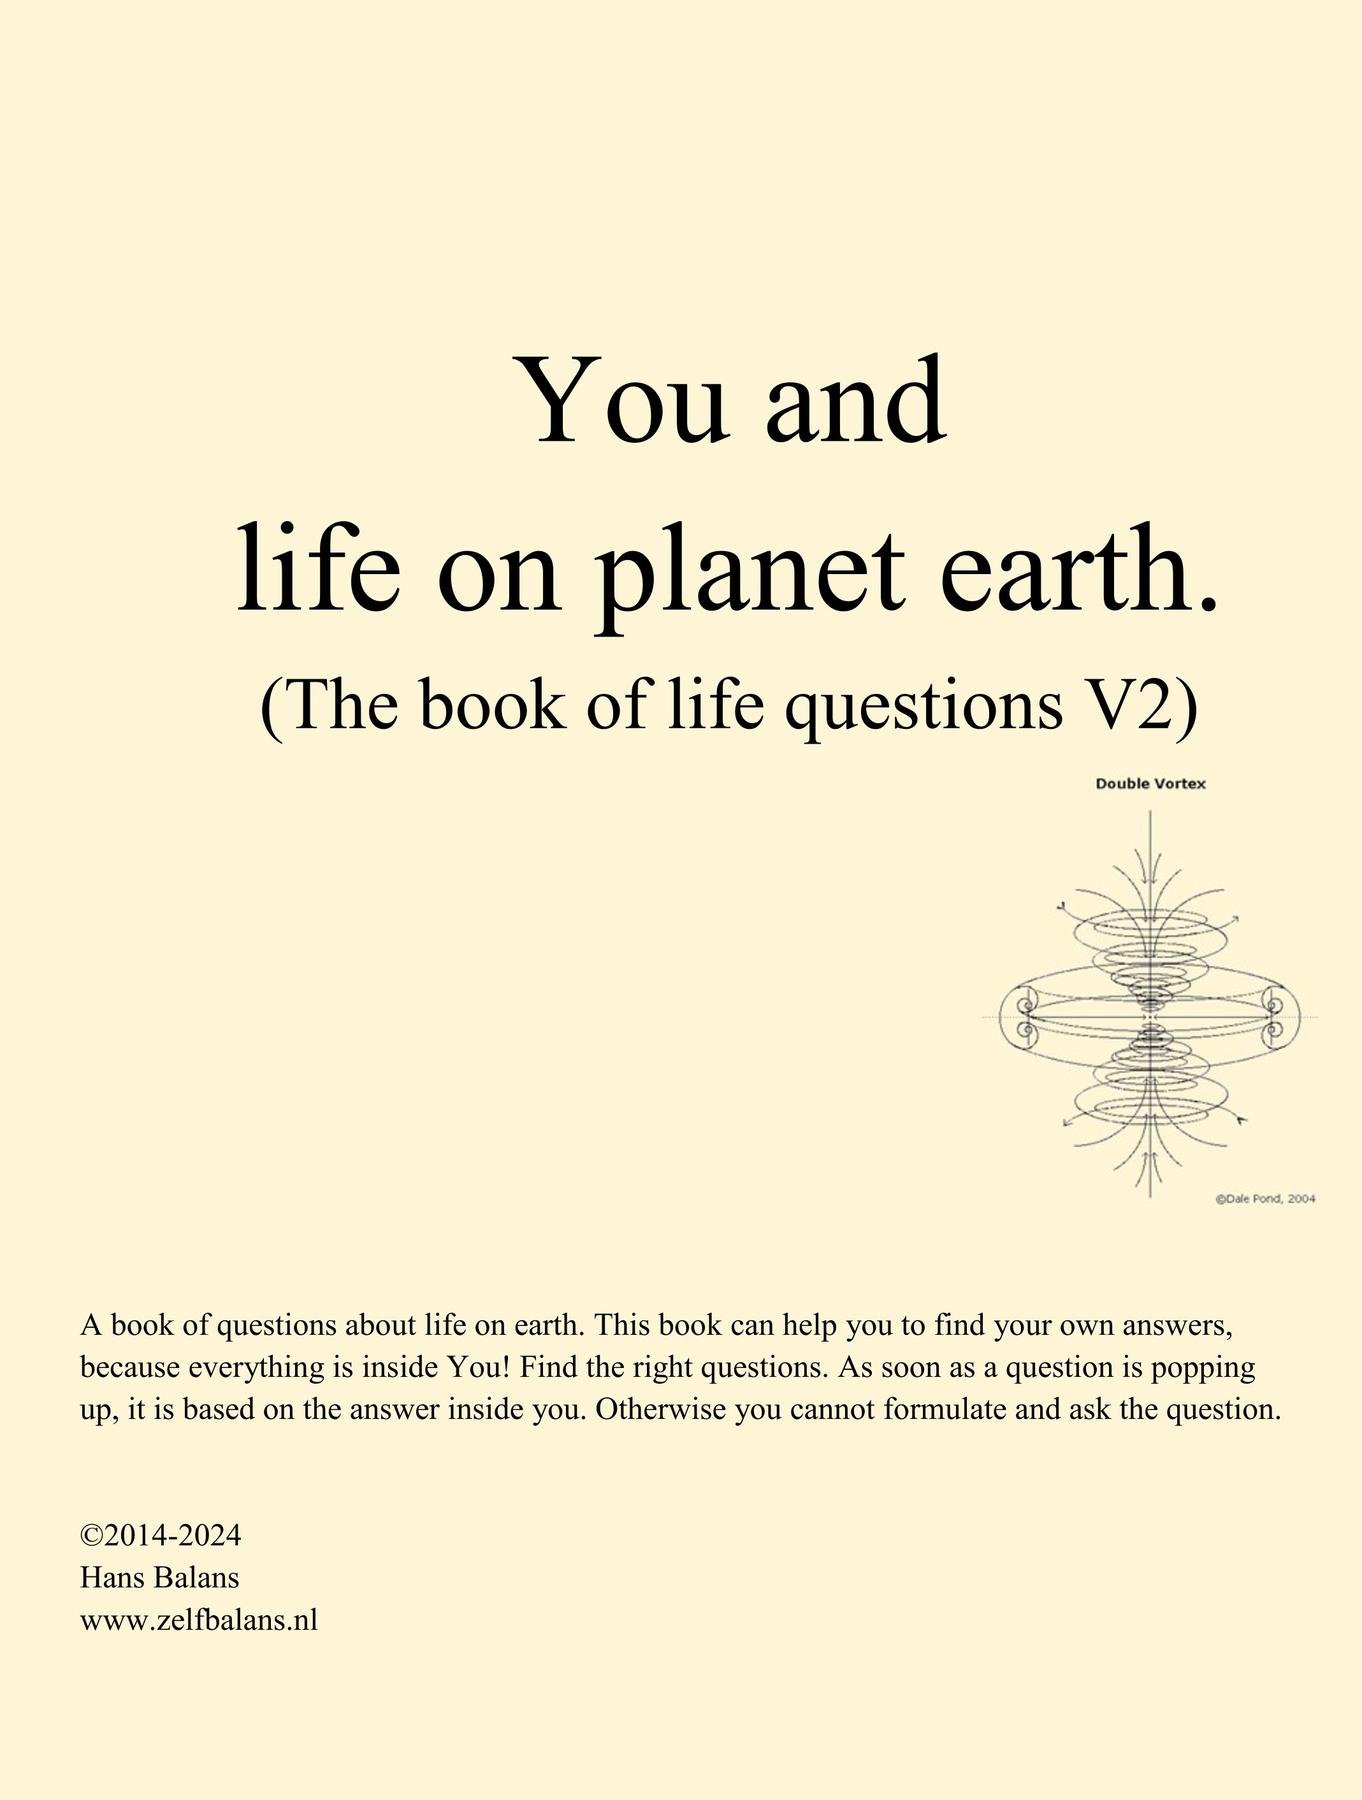 You and
life on planet earth.
(The book of life questions V2)
Double Vortex
©Dale Pond, 2004
A book of questions about life on earth. This book can help you to find your own answers,
because everything is inside You! Find the right questions. As soon as a question is popping
up, it is based on the answer inside you. Otherwise you cannot formulate and ask the question.
©2014-2024
Hans Balans
www.zelfbalans.nl